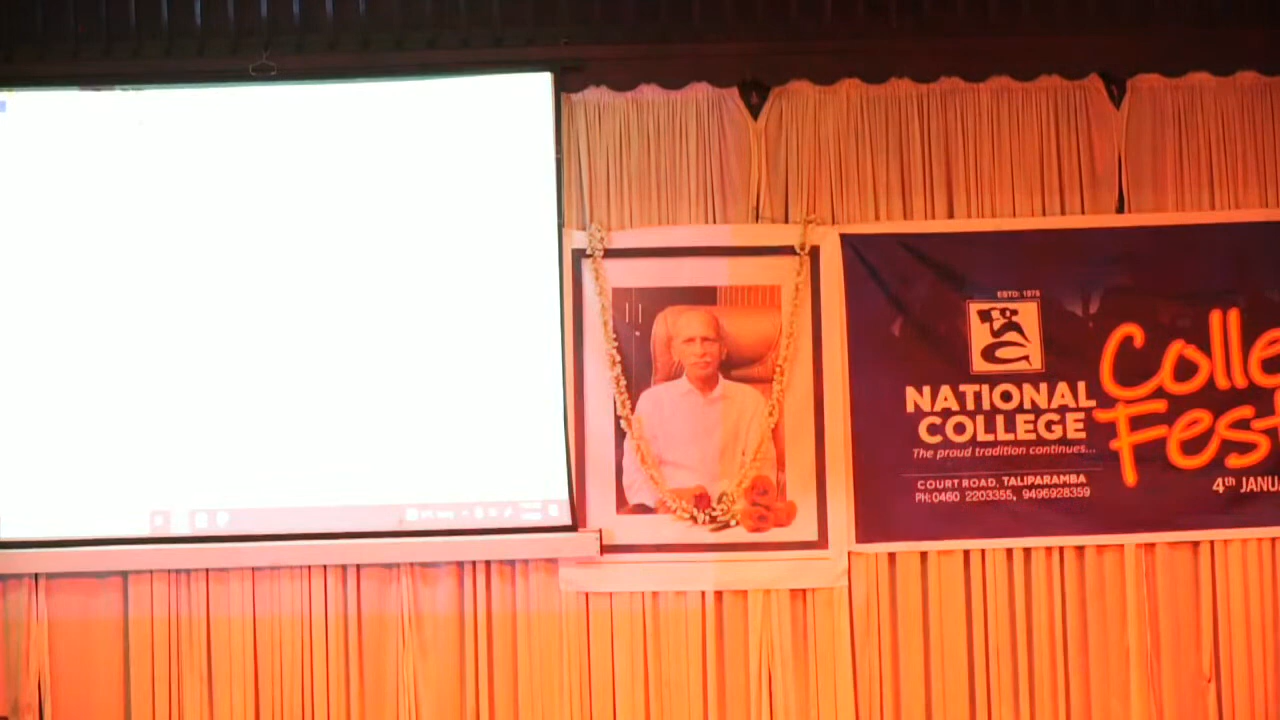 ESTD: 1975
NATIONAL
COLLEGE
The proud tradition continues...
COURT ROAD, TALIPARAMBA
PH:0460 2203355, 9496928359
Colle
Fest
4th JANUA